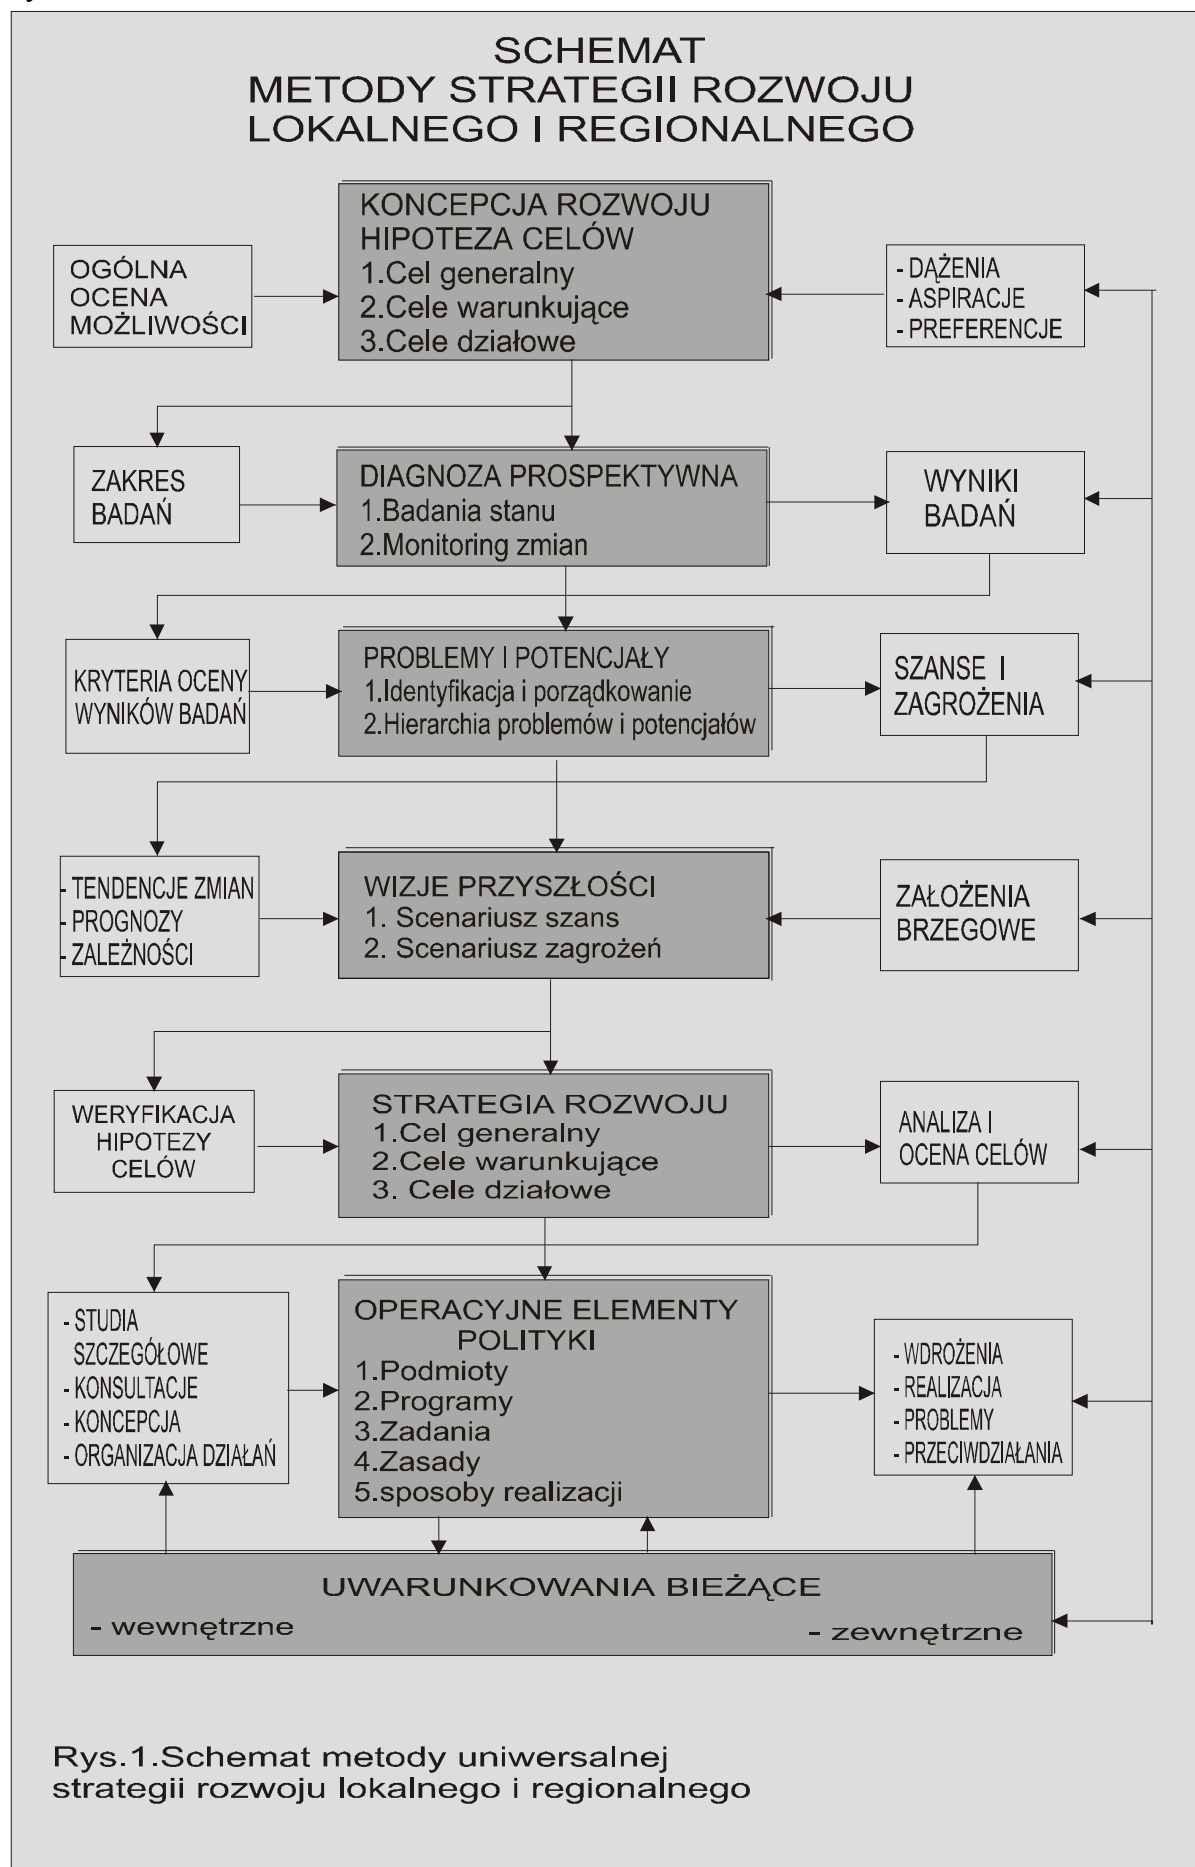 SCHEMAT
METODY STRATEGII ROZWOJU
LOKALNEGO I REGIONALNEGO
KONCEPCJA ROZWOJU
HIPOTEZA CELÓW
1.Cel generalny
2.Cele warunkujące
3.Cele działowe
OGÓLNA
OCENA
MOŻLIWOŚCI
- DĄŻENIA
- ASPIRACJE
- PREFERENCJE
ZAKRES
BADAŃ
DIAGNOZA PROSPEKTYWNA
1.Badania stanu
2.Monitoring zmian
WYNIKI
BADAŃ
KRYTERIA OCENY
WYNIKÓW BADAŃ
PROBLEMY I POTENCJAŁY
1.Identyfikacja i porządkowanie
2.Hierarchia problemów i potencjałów
SZANSE I
ZAGROŻENIA
- TENDENCJE ZMIAN
- PROGNOZY
- ZALEŻNOŚCI
WIZJE PRZYSZŁOŚCI
1. Scenariusz szans
2. Scenariusz zagrożeń
ZAŁOŻENIA
BRZEGOWE
WERYFIKACJA
HIPOTEZY
CELÓW
STRATEGIA ROZWOJU
1.Cel generalny
2.Cele warunkujące
3. Cele działowe
ANALIZA I
OCENA CELÓW
- STUDIA
SZCZEGÓŁOWE
- KONSULTACJE
- KONCEPCJA
- ORGANIZACJA DZIAŁAŃ
OPERACYJNE ELEMENTY
POLITYKI
1.Podmioty
2.Programy
3.Zadania
4.Zasady
5.sposoby realizacji
- WDROŻENIA
- REALIZACJA
- PROBLEMY
- PRZECIWDZIAŁANIA
UWARUNKOWANIA BIEŻĄCE
- wewnętrzne
- zewnętrzne
Rys.1.Schemat metody uniwersalnej
strategii rozwoju lokalnego i regionalnego